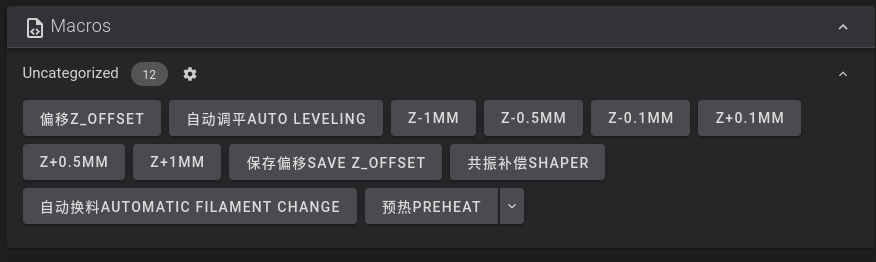 Macros
Uncategorized 12
偏移Z_OFFSET 自动调平AUTO LEVELING Z-1MM Z-0.5MM Z-0.1MM Z+0.1MM
Z+0.5MM Z+1MM 保存偏移SAVE Z_OFFSET 共振补偿SHAPER
自动换料AUTOMATIC FILAMENT CHANGE 预热PREHEAT